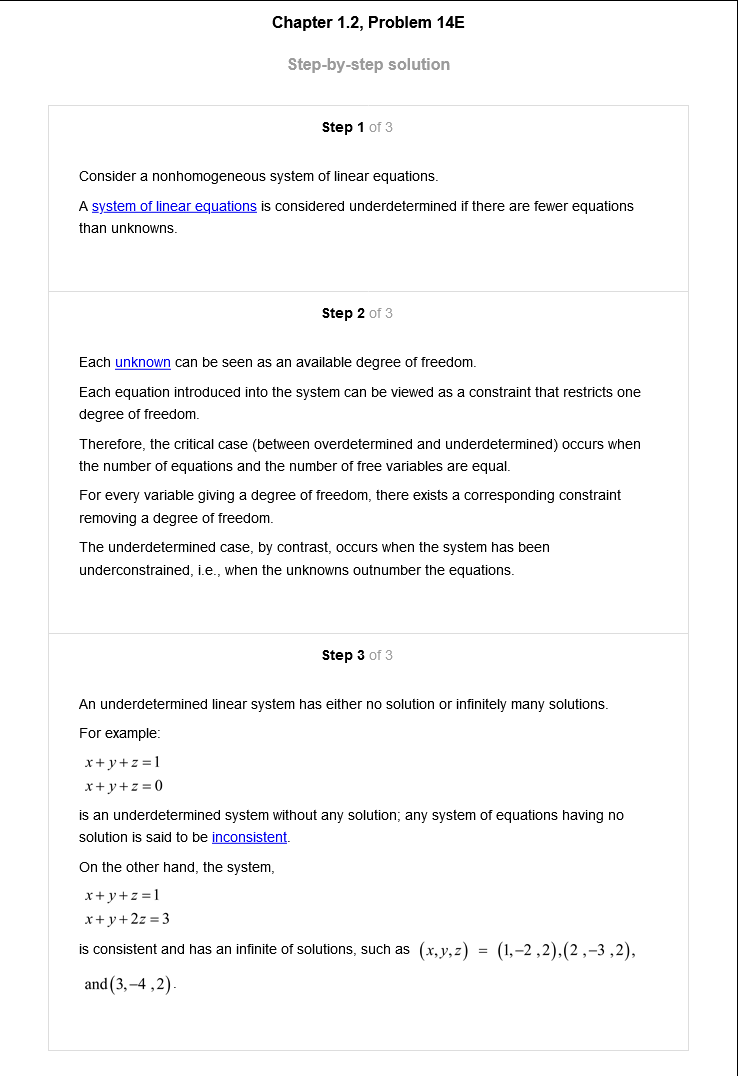 Chapter 1.2, Problem 14E
Step-by-step solution
Step 1 of 3
Consider a nonhomogeneous system of linear equations.
A system of linear equations is considered underdetermined if there are fewer equations
than unknowns.
Step 2 of 3
Each unknown can be seen as an available degree of freedom.
Each equation introduced into the system can be viewed as a constraint that restricts one
degree of freedom.
Therefore, the critical case (between overdetermined and underdetermined) occurs when
the number of equations and the number of free variables are equal.
For every variable giving a degree of freedom, there exists a corresponding constraint
removing a degree of freedom.
The underdetermined case, by contrast, occurs when the system has been
underconstrained, i.e., when the unknowns outnumber the equations.
Step 3 of 3
An underdetermined linear system has either no solution or infinitely many solutions.
For example:
x+y+z=1
x+y+z=0
is an underdetermined system without any solution; any system of equations having no
solution is said to be inconsistent.
On the other hand, the system,
x+y+z=1
x+y+2z=3
is consistent and has an infinite of solutions, such as (x,y,z) = (1,−2 ,2),(2 ,−3 ,2),
and(3,−4 ,2).